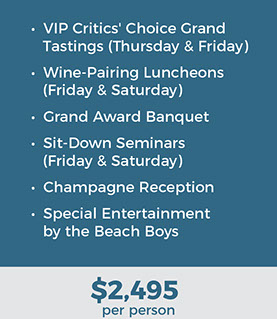 • VIP Critics' Choice Grand
Tastings (Thursday & Friday)
• Wine-Pairing Luncheons
(Friday & Saturday)
• Grand Award Banquet
• Sit-Down Seminars
(Friday & Saturday)
• Champagne Reception
• Special Entertainment
by the Beach Boys
$2,495
per person